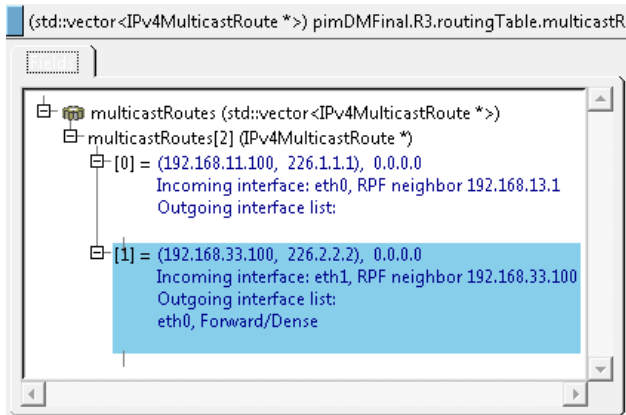 (std::vector<IPv4MulticastRoute *>) pimDMFinal.R3.routingTable.multicastR
Fields
multicastRoutes (std::vector<IPv4MulticastRoute *>)
multicastRoutes[2] (IPv4MulticastRoute *)
[0] = (192.168.11.100, 226.1.1.1), 0.0.0.0
Incoming interface: eth0, RPF neighbor 192.168.13.1
Outgoing interface list:
[1] = (192.168.33.100, 226.2.2.2), 0.0.0.0
Incoming interface: eth1, RPF neighbor 192.168.33.100
Outgoing interface list:
eth0, Forward/Dense